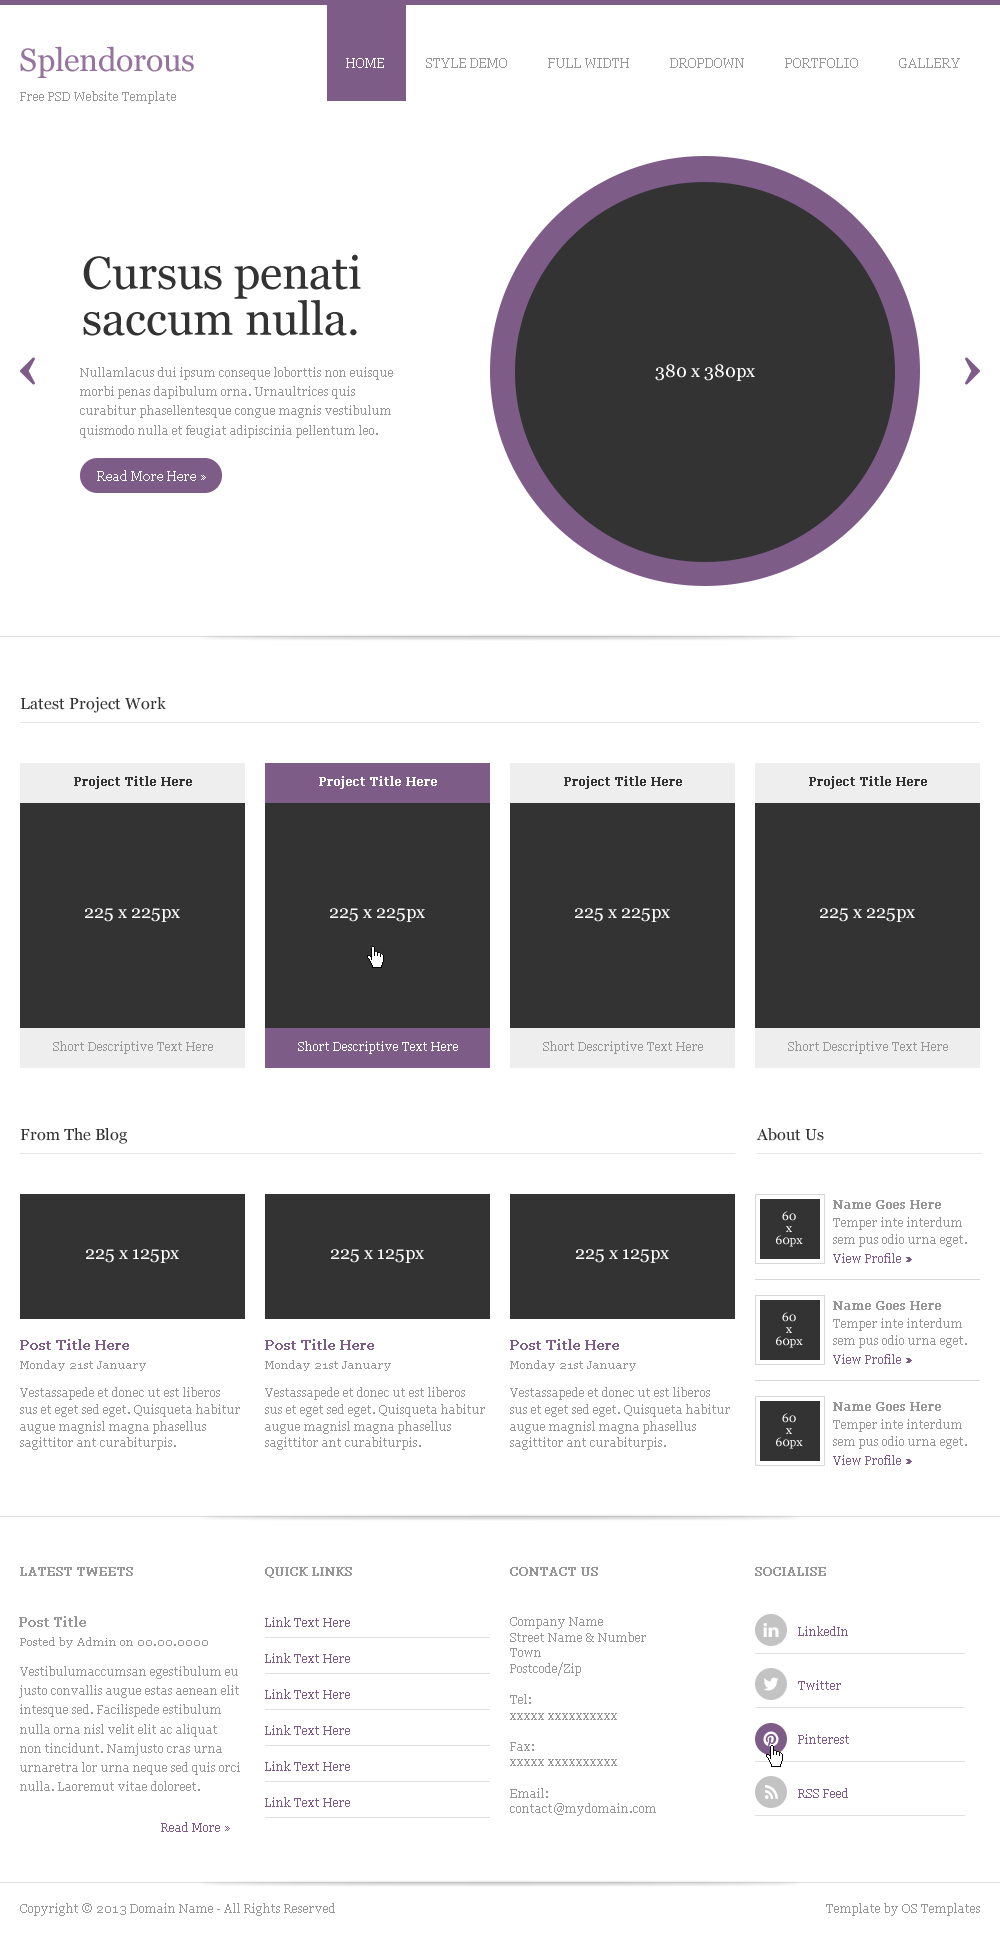 Splendorous
Free PSD Website Template
HOME
STYLE DEMO
FULL WIDTH
DROPDOWN
PORTFOLIO
GALLERY
Cursus penati
saccum nulla.
Nullamlacus dui ipsum conseque loborttis non euisque
morbi penas dapibulum orna. Urnaultrices quis
curabitur phasellentesque congue magnis vestibulum
quismodo nulla et feugiat adipiscinia pellentum leo.
Read More Here »
380 x 380px
Latest Project Work
Project Title Here
225 x 225px
Short Descriptive Text Here
Project Title Here
225 x 225px
Short Descriptive Text Here
Project Title Here
225 x 225px
Short Descriptive Text Here
Project Title Here
225 x 225px
Short Descriptive Text Here
From The Blog
225 x 125px
Post Title Here
Monday 21st January
Vestassapede et donec ut est liberos
sus et eget sed eget. Quisqueta habitur
augue magnisl magna phasellus
sagittitor ant curabiturpis.
225 x 125px
Post Title Here
Monday 21st January
Vestassapede et donec ut est liberos
sus et eget sed eget. Quisqueta habitur
augue magnisl magna phasellus
sagittitor ant curabiturpis.
225 x 125px
Post Title Here
Monday 21st January
Vestassapede et donec ut est liberos
sus et eget sed eget. Quisqueta habitur
augue magnisl magna phasellus
sagittitor ant curabiturpis.
About Us
60
x
60px
Name Goes Here
Temper inte interdum
sem pus odio urna eget.
View Profile »
60
x
60px
Name Goes Here
Temper inte interdum
sem pus odio urna eget.
View Profile »
60
x
60px
Name Goes Here
Temper inte interdum
sem pus odio urna eget.
View Profile »
LATEST TWEETS
Post Title
Posted by Admin on 00.00.0000
Vestibulumaccumsan egestibulum eu
justo convallis augue estas aenean elit
intesque sed. Facilispede estibulum
nulla orna nisl velit elit ac aliquat
non tincidunt. Namjusto cras urna
urnaretra lor urna neque sed quis orci
nulla. Laoremut vitae doloreet.
Read More »
QUICK LINKS
Link Text Here
Link Text Here
Link Text Here
Link Text Here
Link Text Here
Link Text Here
CONTACT US
Company Name
Street Name & Number
Town
Postcode/Zip
Tel:
xxxxx xxxxxxxxxx
Fax:
xxxxx xxxxxxxxxx
Email:
contact@mydomain.com
SOCIALISE
in
LinkedIn
Twitter
Pinterest
RSS Feed
Copyright © 2013 Domain Name - All Rights Reserved
Template by OS Templates